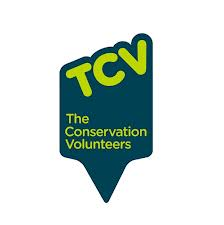 TCV
The
Conservation
Volunteers